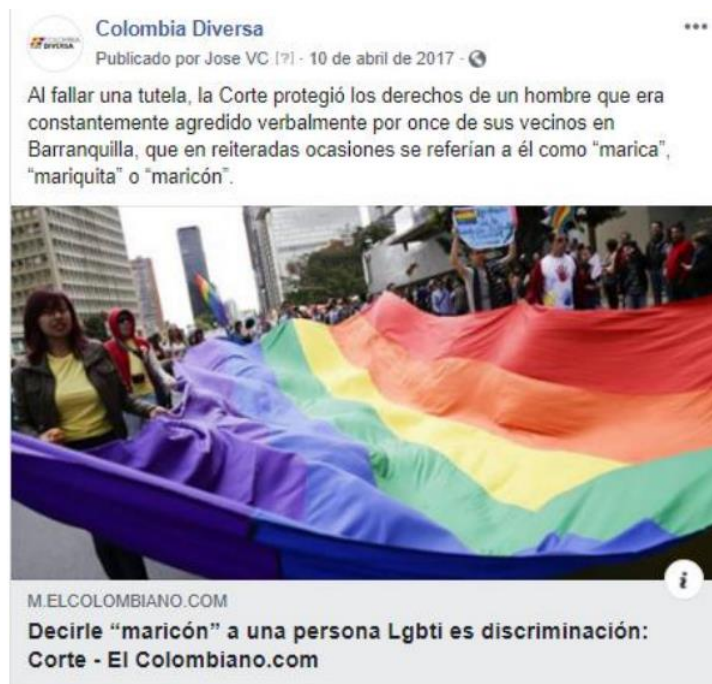 Colombia Diversa
Publicado por Jose VC [?] · 10 de abril de 2017 ·
Al fallar una tutela, la Corte protegió los derechos de un hombre que era
constantemente agredido verbalmente por once de sus vecinos en
Barranquilla, que en reiteradas ocasiones se referían a él como “marica”,
“mariquita” o “maricón”.
M.ELCOLOMBIANO.COM
Decirle “maricón” a una persona Lgbti es discriminación:
Corte - El Colombiano.com